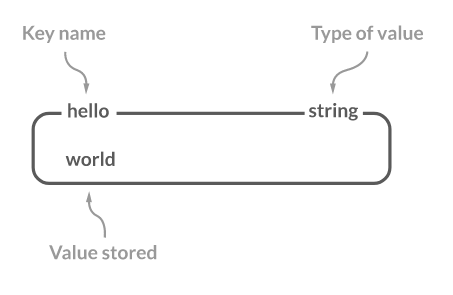 Key name
Type of value
hello
string
world
Value stored